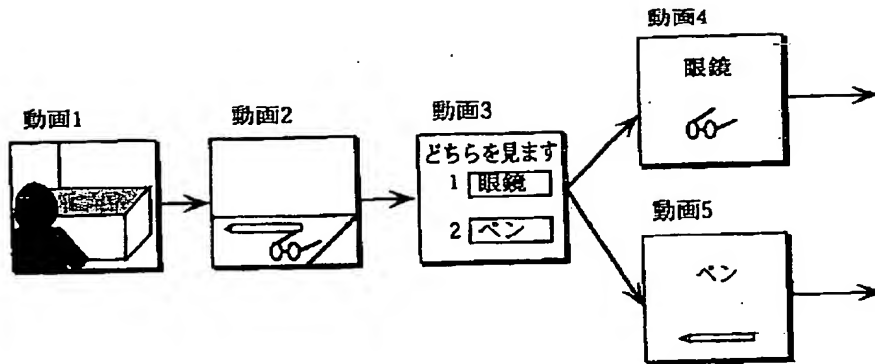 動画1
動画2
動画3
どちらを見ます
1 眼鏡
2 ペン
動画4
眼鏡
動画5
ペン